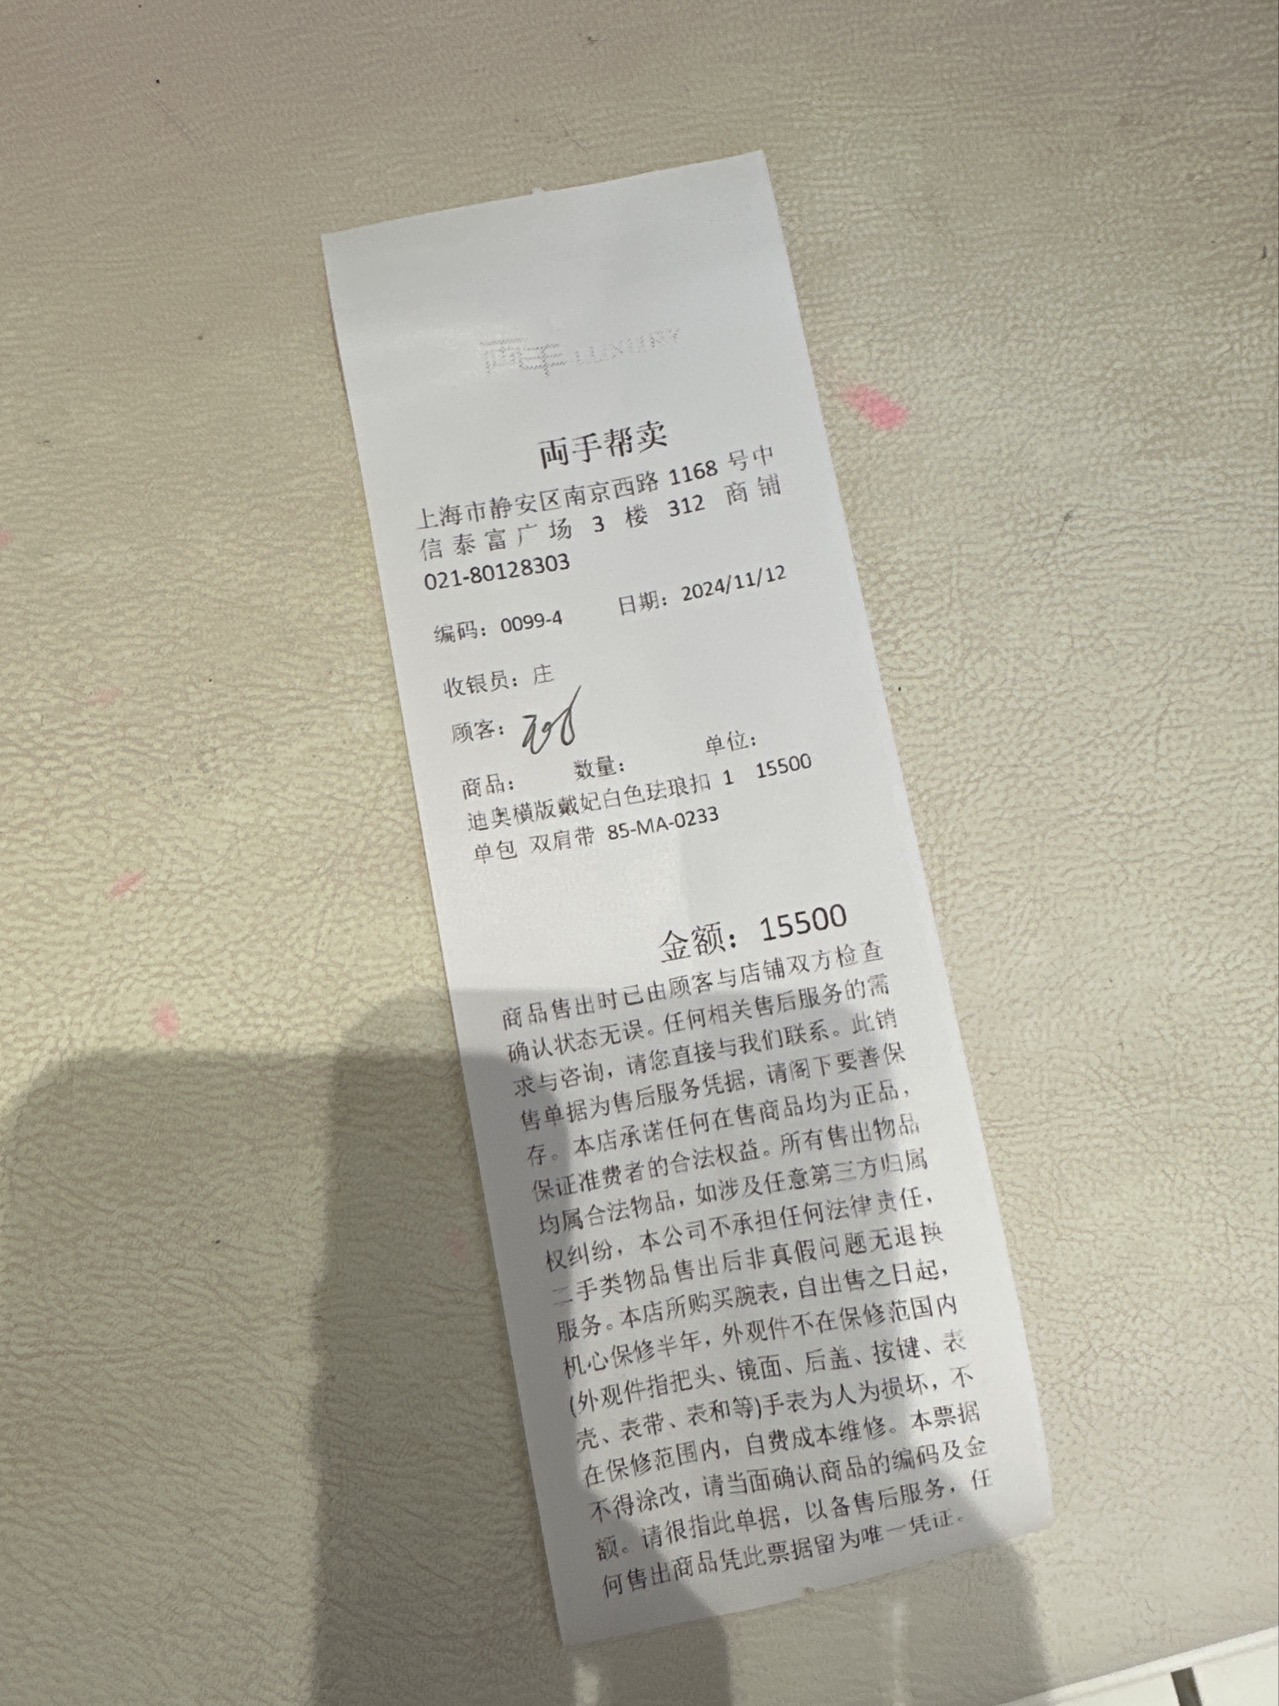 両手 LUXURY
両手帮卖
上海市静安区南京西路 1168 号中
信泰富广场 3 楼 312 商铺
021-80128303
编码：0099-4 日期：2024/11/12
收银员：庄
顾客：
商品： 数量： 单位：
迪奥横版戴妃白色珐琅扣 1 15500
单包 双肩带 85-MA-0233
金额：15500
商品售出时已由顾客与店铺双方检查
确认状态无误。任何相关售后服务的需
求与咨询，请您直接与我们联系。此销
售单据为售后服务凭据，请阁下要善保
存。本店承诺任何在售商品均为正品，
保证准费者的合法权益。所有售出物品
均属合法物品，如涉及任意第三方归属
权纠纷，本公司不承担任何法律责任，
二手类物品售出后非真假问题无退换
服务。本店所购买腕表，自出售之日起，
机心保修半年，外观件不在保修范国内
(外观件指把头、镜面、后盖、按键、表
壳、表带、表和等)手表为人为损坏，不
在保修范围内，自费成本维修。本票据
不得涂改，请当面确认商品的编码及金
额。请很指此单据，以备售后服务，任
何售出商品凭此票据留为唯一凭证。